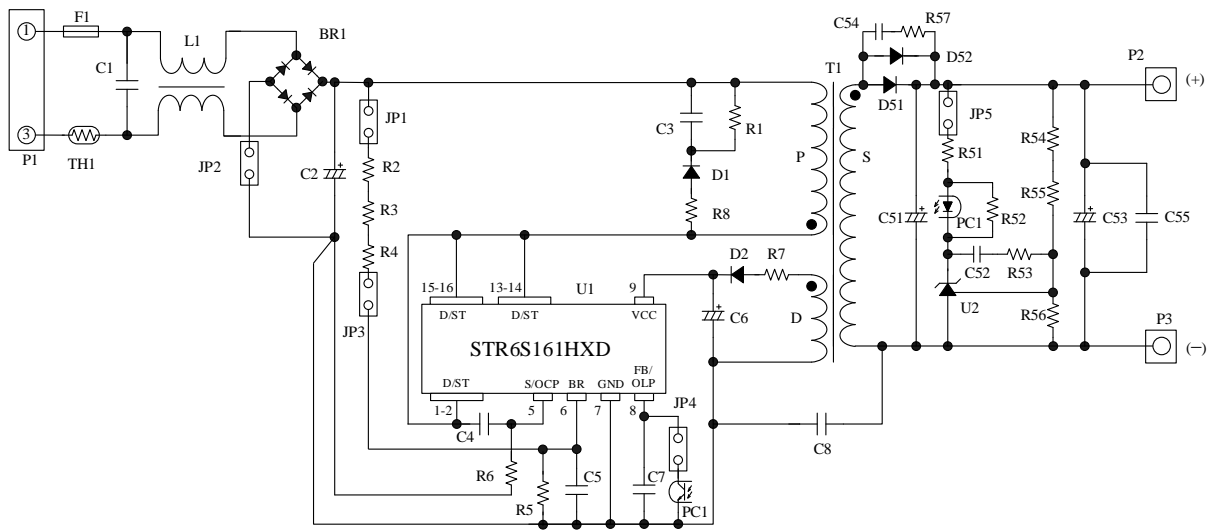 F1
L1
BR1
C1
1
3
P1
TH1
JP2
C2
JP1
R2
R3
R4
JP3
C3
R1
D1
R8
P
T1
S
C54
R57
D52
D51
P2
(+)
JP5
R51
R54
R55
C51
PC1
R52
C53
C55
C52
R53
U2
R56
P3
(−)
D2
R7
D
C6
15-16
13-14
U1
9
D/ST
D/ST
VCC
STR6S161HXD
D/ST
S/OCP
BR
GND
FB/
OLP
1-2
5
6
7
8
JP4
C4
R6
R5
C5
C7
PC1
C8